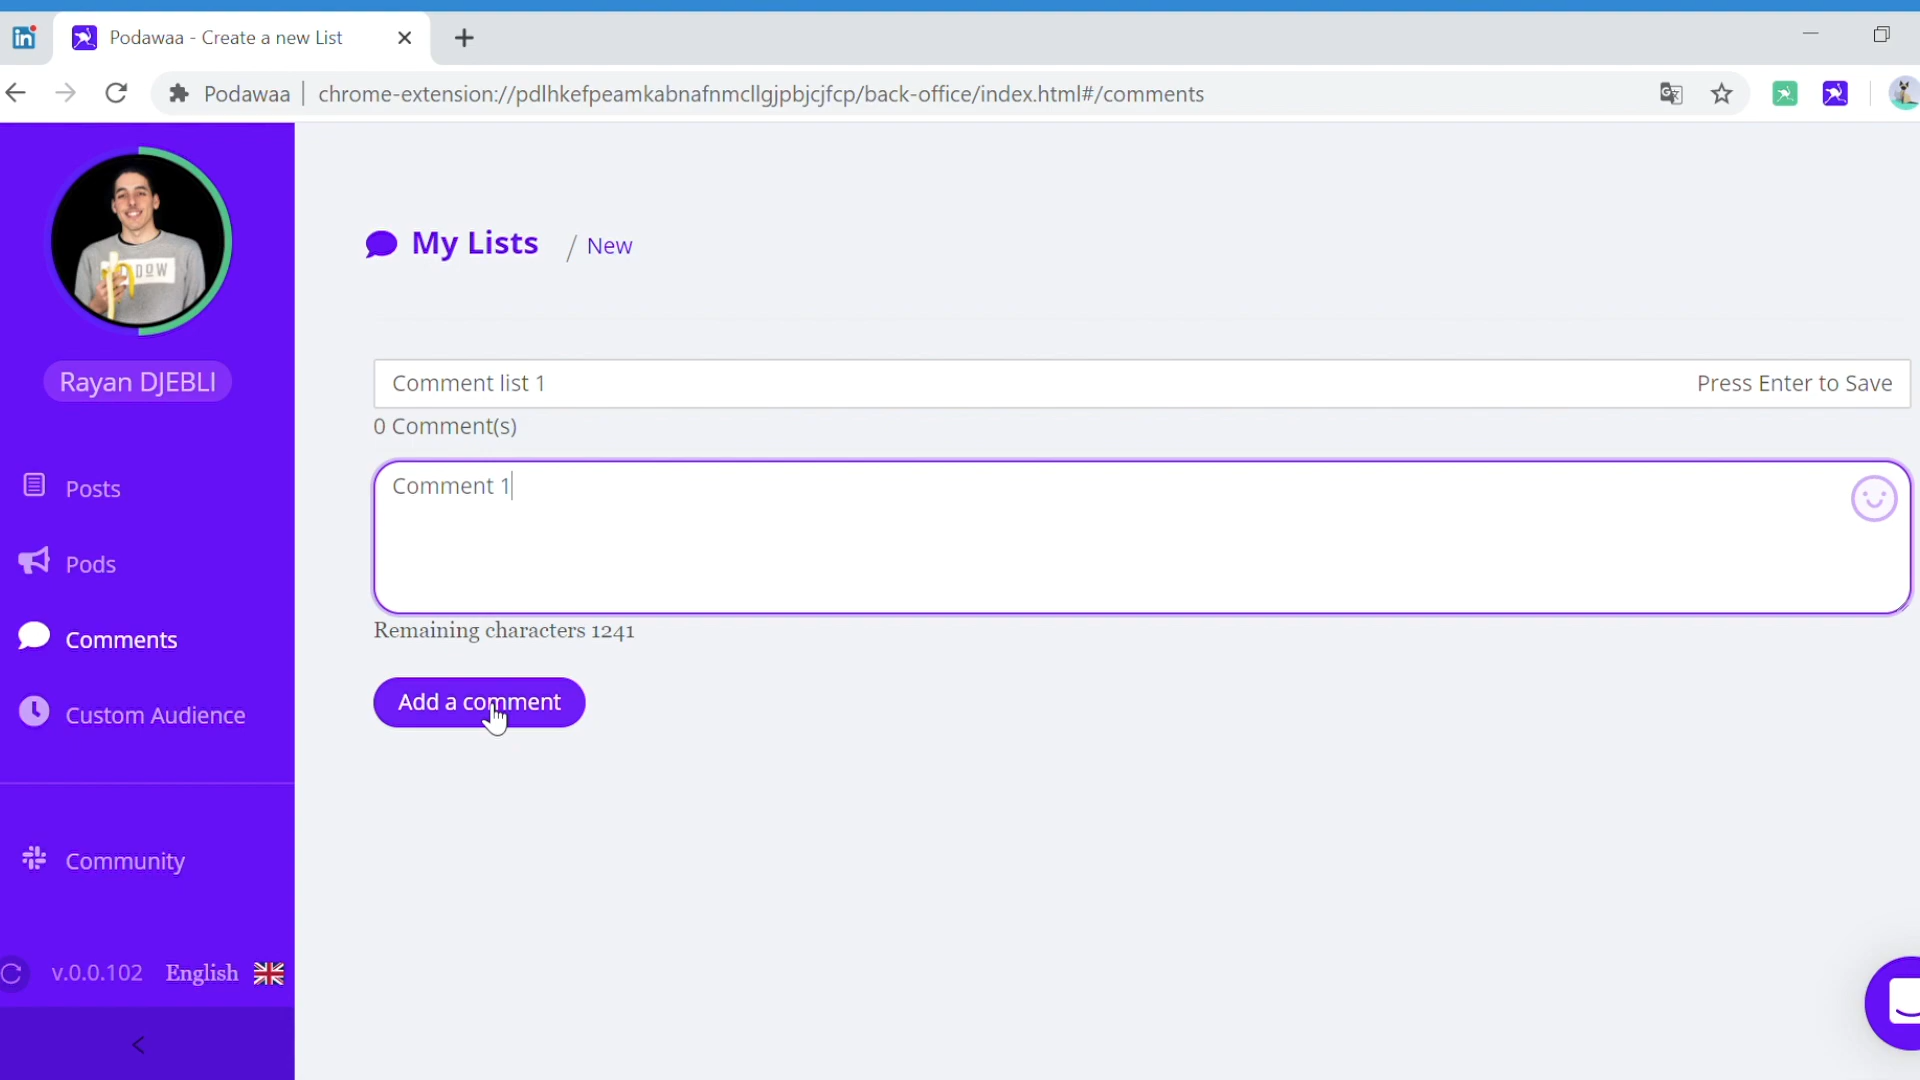 in
Podawaa - Create a new List
Podawaa
chrome-extension://pdlhkefpeamkabnafnmcllgjpbjcjfcp/back-office/index.html#/comments
DOW
Rayan DJEBLI
Posts
Pods
Comments
Custom Audience
Community
v.0.0.102 English
My Lists / New
Comment list 1
Press Enter to Save
0 Comment(s)
Comment 1
Remaining characters 1241
Add a comment